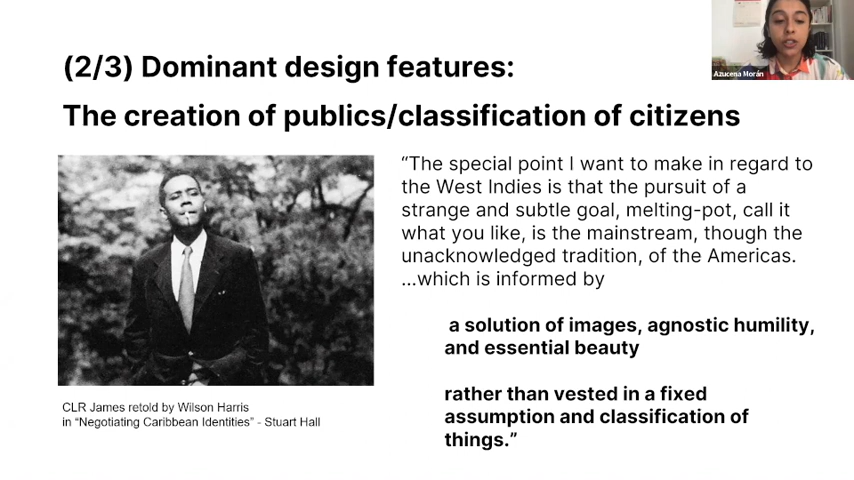 (2/3) Dominant design features:
The creation of publics/classification of citizens
Azucena Morán
“The special point I want to make in regard to
the West Indies is that the pursuit of a
strange and subtle goal, melting-pot, call it
what you like, is the mainstream, though the
unacknowledged tradition, of the Americas.
...which is informed by
a solution of images, agnostic humility,
and essential beauty
rather than vested in a fixed
assumption and classification of
things.”
CLR James retold by Wilson Harris
in “Negotiating Caribbean Identities” - Stuart Hall